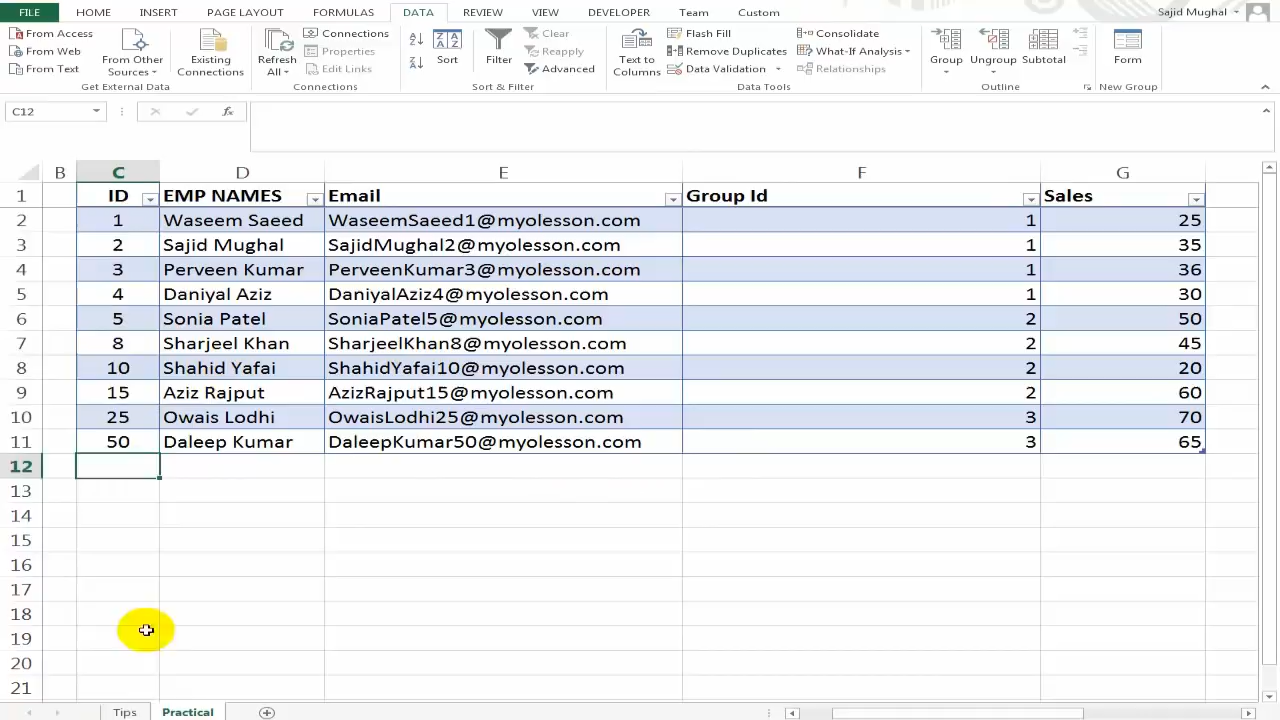 FILE HOME INSERT PAGE LAYOUT FORMULAS DATA REVIEW VIEW DEVELOPER Team Custom Sajid Mughal
From Access
From Web
From Text
From Other Sources
Existing Connections
Get External Data
Refresh All
Connections
Properties
Edit Links
Connections
A Z
Z A
Sort
Filter
Clear
Reapply
Advanced
Sort & Filter
Text to Columns
Flash Fill
Remove Duplicates
Data Validation
Consolidate
What-If Analysis
Relationships
Data Tools
Group
Ungroup
Subtotal
Outline
Form
New Group
C12 fx
B C D E F G
1 ID EMP NAMES Email Group Id Sales
2 1 Waseem Saeed WaseemSaeed1@myolesson.com 1 25
3 2 Sajid Mughal SajidMughal2@myolesson.com 1 35
4 3 Perveen Kumar PerveenKumar3@myolesson.com 1 36
5 4 Daniyal Aziz DaniyalAziz4@myolesson.com 1 30
6 5 Sonia Patel SoniaPatel5@myolesson.com 2 50
7 8 Sharjeel Khan SharjeelKhan8@myolesson.com 2 45
8 10 Shahid Yafai ShahidYafai10@myolesson.com 2 20
9 15 Aziz Rajput AzizRajput15@myolesson.com 2 60
10 25 Owais Lodhi OwaisLodhi25@myolesson.com 3 70
11 50 Daleep Kumar DaleepKumar50@myolesson.com 3 65
12
13
14
15
16
17
18
19
20
21
Tips Practical